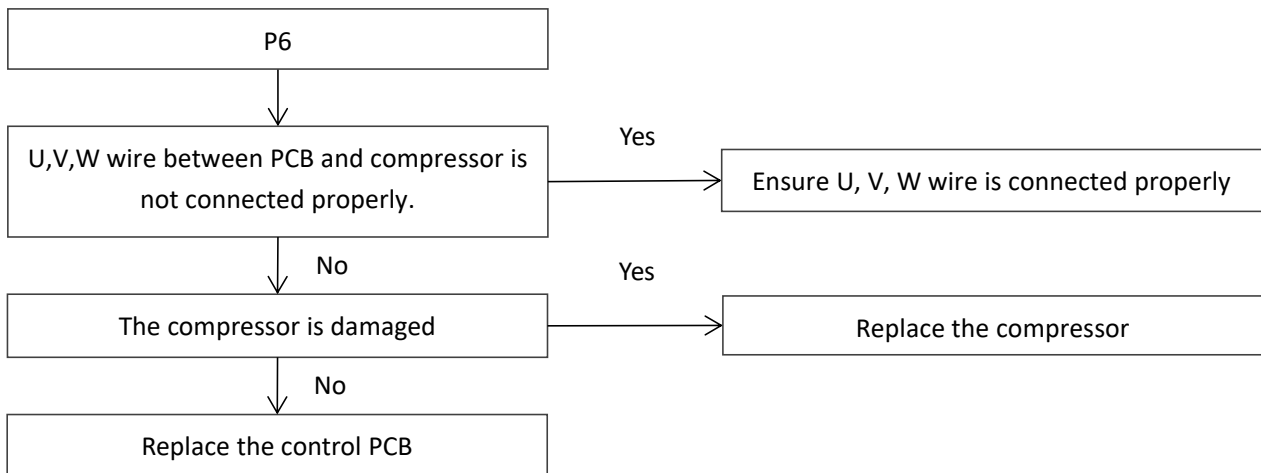 P6
Yes
U,V,W wire between PCB and compressor is
not connected properly.
Ensure U, V, W wire is connected properly
No
Yes
The compressor is damaged
Replace the compressor
No
Replace the control PCB